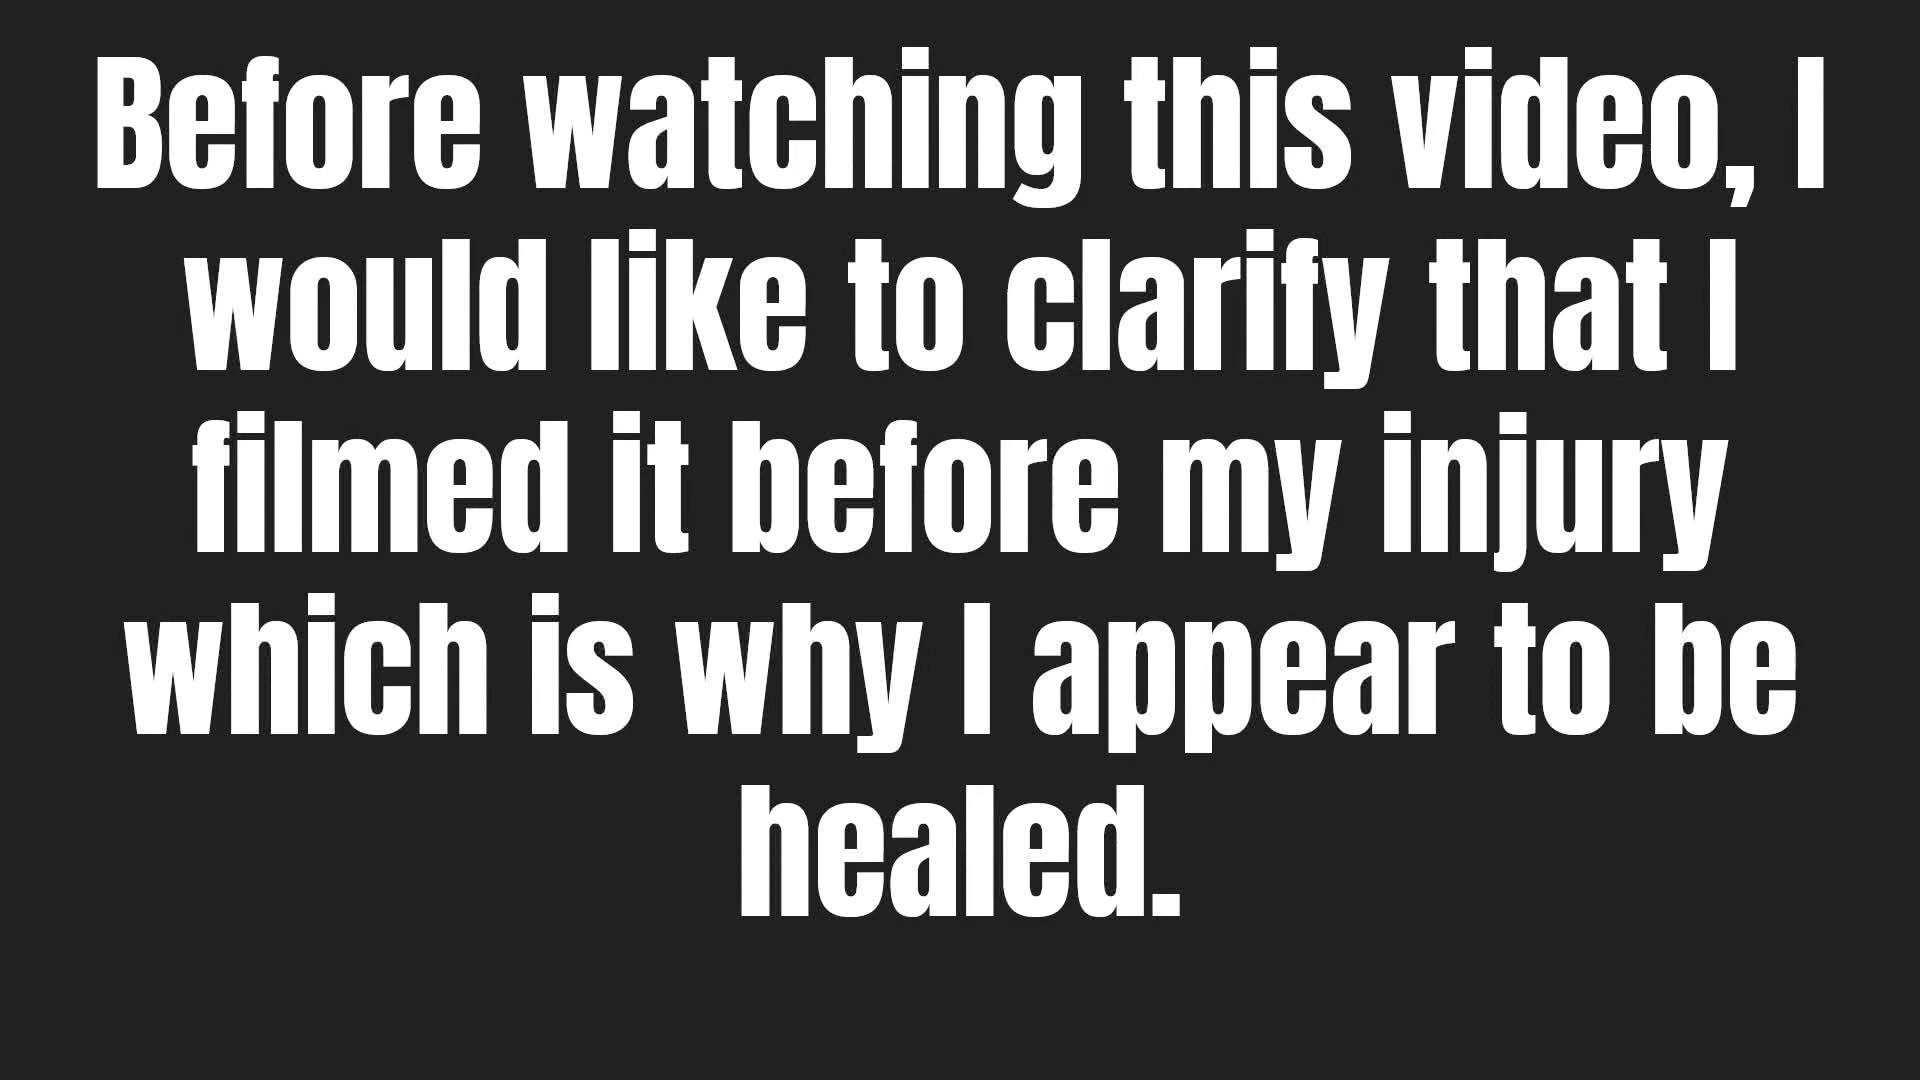 Before watching this video, I
would like to clarify that I
filmed it before my injury
which is why I appear to be
healed.